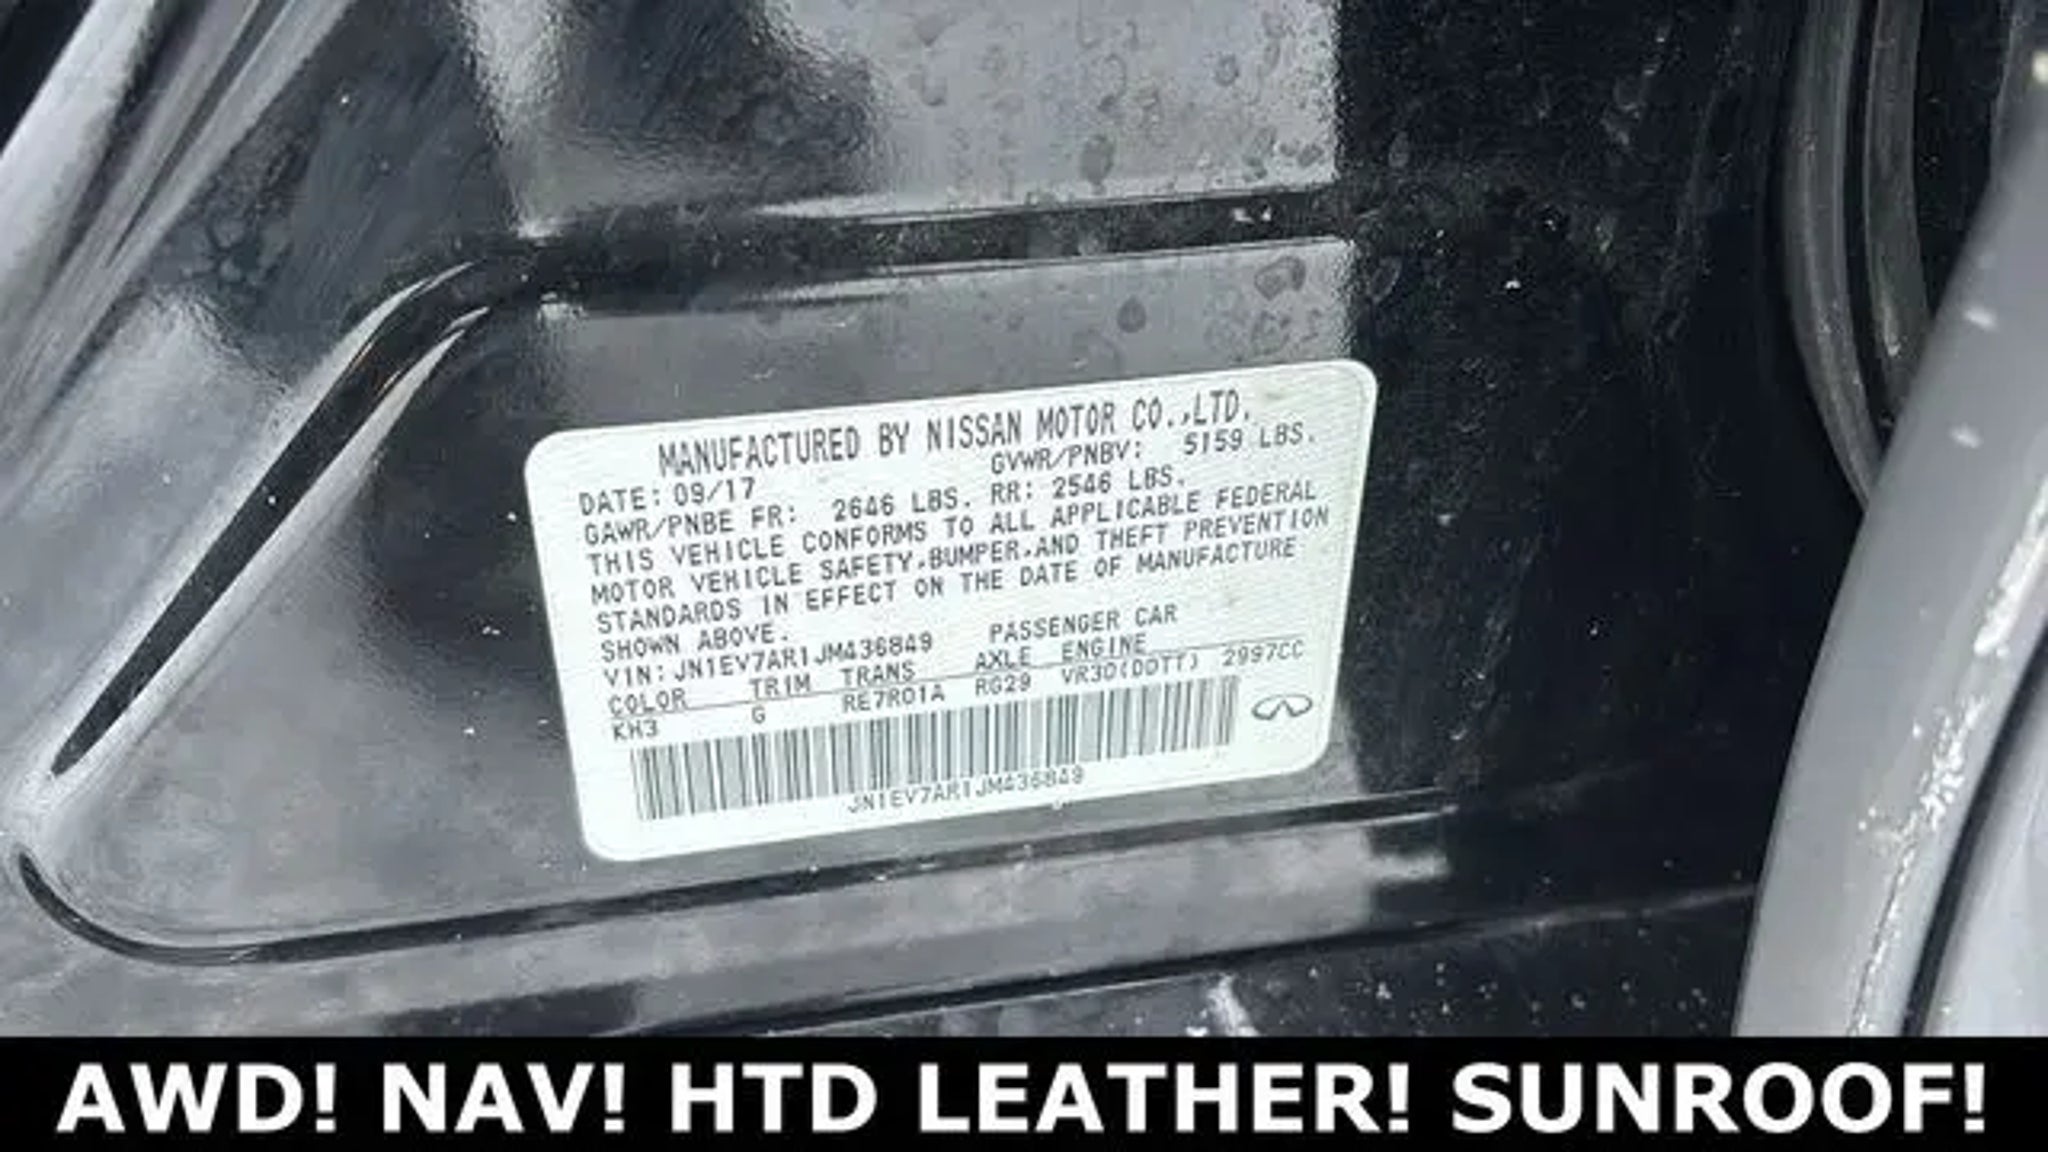 MANUFACTURED BY NISSAN MOTOR CO.,LTD.
DATE: 09/17 GVWR/PNBV: 5159 LBS.
GAWR/PNBE FR: 2646 LBS. RR: 2546 LBS.
THIS VEHICLE CONFORMS TO ALL APPLICABLE FEDERAL
MOTOR VEHICLE SAFETY,BUMPER,AND THEFT PREVENTION
STANDARDS IN EFFECT ON THE DATE OF MANUFACTURE
SHOWN ABOVE.
VIN: JN1EV7AR1JM436849 PASSENGER CAR
COLOR TRIM TRANS AXLE ENGINE
KH3 G RE7R01A RG29 VR30(DDTT) 2997CC
JN1EV7AR1JM436849
AWD! NAV! HTD LEATHER! SUNROOF!